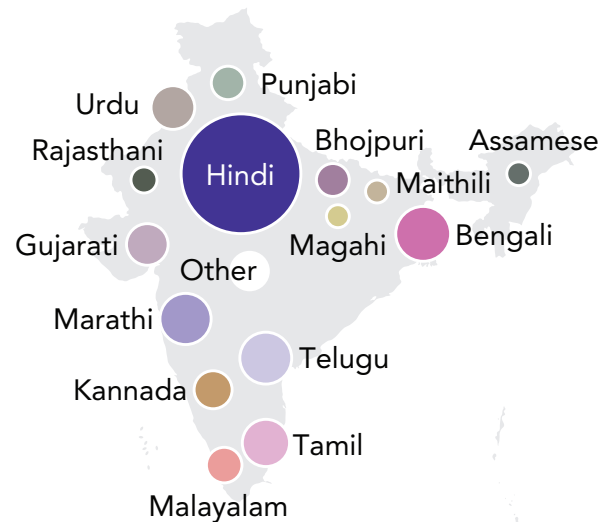 Punjabi
Urdu
Bhojpuri
Assamese
Rajasthani
Hindi
Maithili
Magahi
Bengali
Gujarati
Other
Marathi
Telugu
Kannada
Tamil
Malayalam